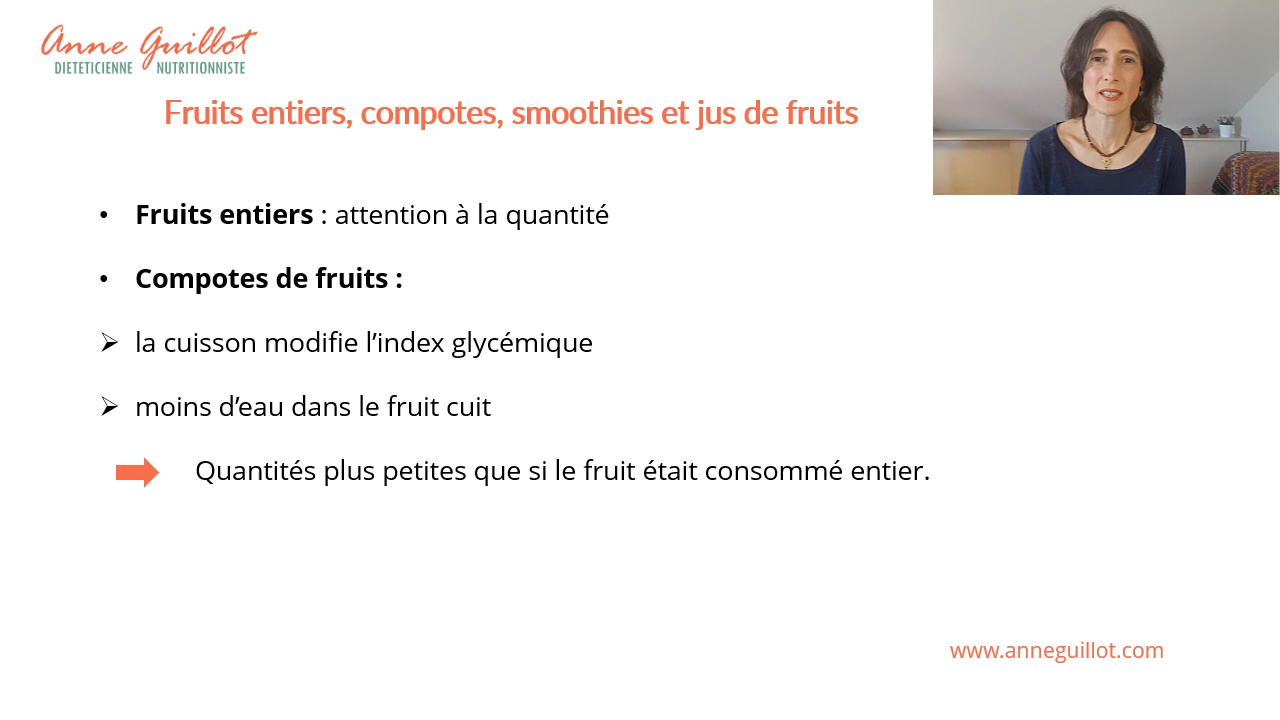 Anne Guillot
DIETETICIENNE NUTRITIONNISTE
Fruits entiers, compotes, smoothies et jus de fruits
• Fruits entiers : attention à la quantité
• Compotes de fruits :
➢ la cuisson modifie l’index glycémique
➢ moins d’eau dans le fruit cuit
Quantités plus petites que si le fruit était consommé entier.
www.anneguillot.com